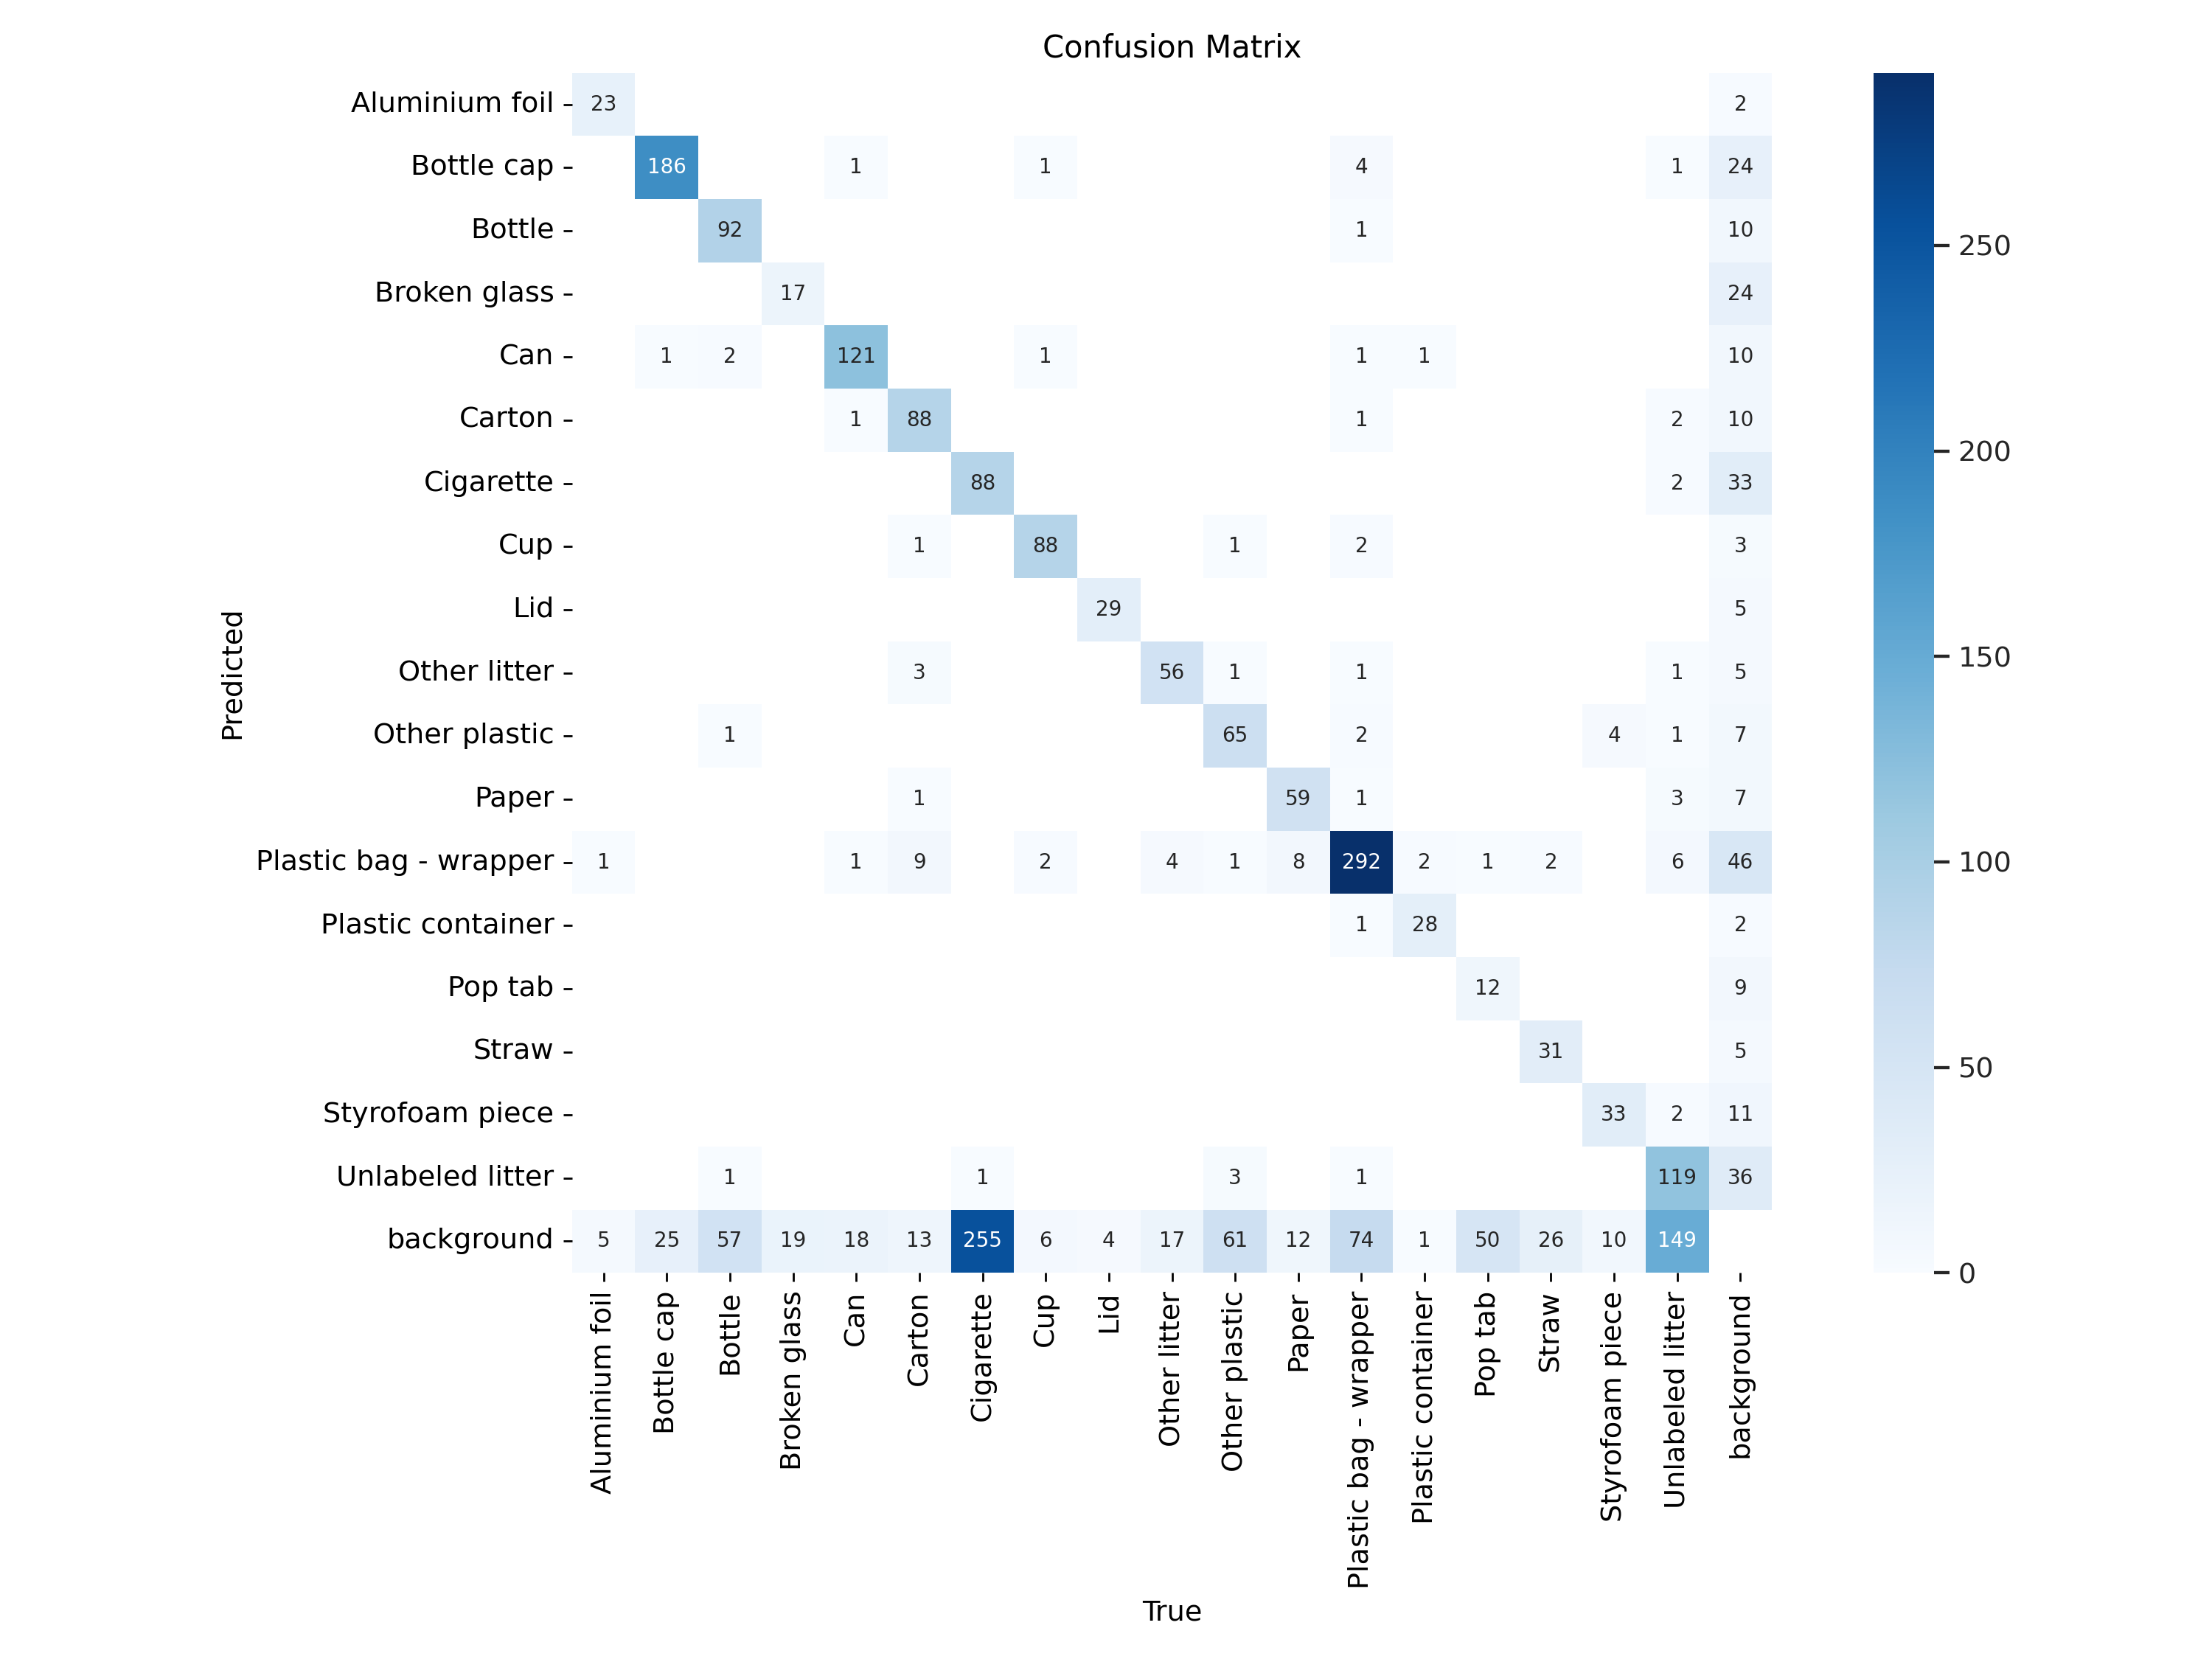 Confusion Matrix
Aluminium foil 23 2
Bottle cap 186 1 1 4 1 24
Bottle 92 1 10
Broken glass 17 24
Can 1 2 121 1 1 1 10
Carton 1 88 1 2 10
Cigarette 88 2 33
Cup 1 88 1 2 3
Lid 29 5
Other litter 3 56 1 1 1 5
Other plastic 1 65 2 4 1 7
Paper 1 59 1 3 7
Plastic bag - wrapper 1 1 9 2 4 1 8 292 2 1 2 6 46
Plastic container 1 28 2
Pop tab 12 9
Straw 31 5
Styrofoam piece 33 2 11
Unlabeled litter 1 1 3 1 119 36
background 5 25 57 19 18 13 255 6 4 17 61 12 74 1 50 26 10 149
Predicted
Aluminium foil
Bottle cap
Bottle
Broken glass
Can
Carton
Cigarette
Cup
Lid
Other litter
Other plastic
Paper
Plastic bag - wrapper
Plastic container
Pop tab
Straw
Styrofoam piece
Unlabeled litter
background
True
250
200
150
100
50
0